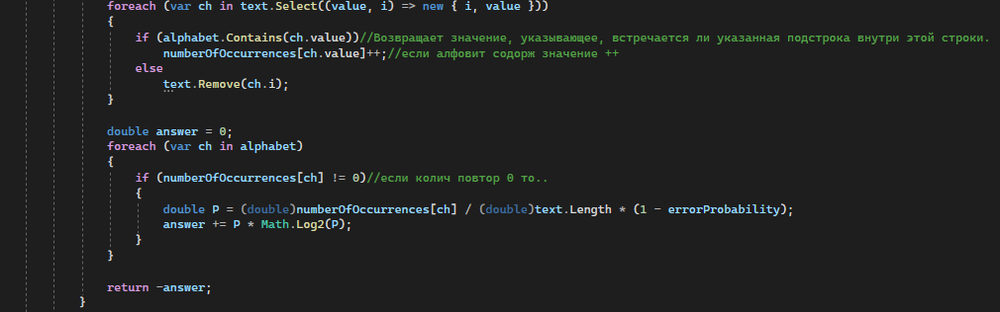 foreach (var ch in text.Select((value, i) => new { i, value }))
{
if (alphabet.Contains(ch.value))//Возвращает значение, указывающее, встречается ли указанная подстрока внутри этой строки.
numberOfOccurrences[ch.value]++;//если алфовит содорж значение ++
else
text.Remove(ch.i);
}
double answer = 0;
foreach (var ch in alphabet)
{
if (numberOfOccurrences[ch] != 0)//если колич повтор 0 то..
{
double P = (double)numberOfOccurrences[ch] / (double)text.Length * (1 - errorProbability);
answer += P * Math.Log2(P);
}
}
return -answer;
}